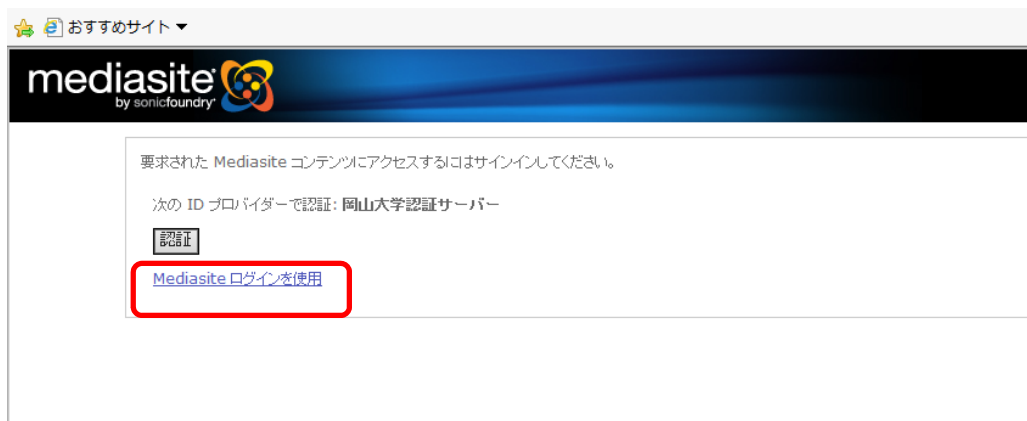 おすすめサイト ▼
mediasite
by sonicfoundry
要求された Mediasite コンテンツにアクセスするにはサインインしてください。
次の ID プロバイダーで認証: 岡山大学認証サーバー
認証
Mediasite ログインを使用